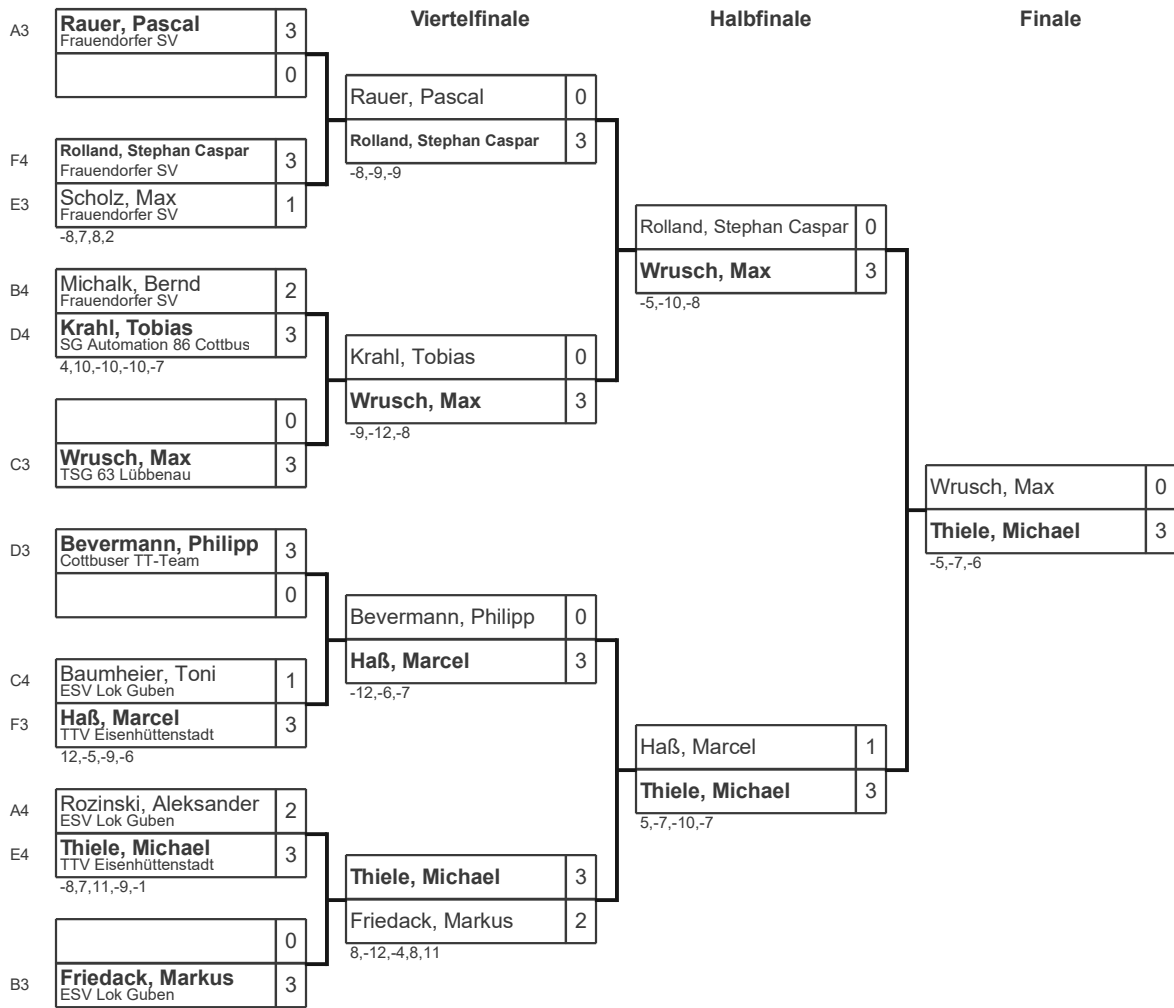 Viertelfinale
Halbfinale
Finale
A3
Rauer, Pascal
Frauendorfer SV
3
0
F4
Rolland, Stephan Caspar
Frauendorfer SV
3
E3
Scholz, Max
Frauendorfer SV
1
-8,7,8,2
B4
Michalk, Bernd
Frauendorfer SV
2
D4
Krahl, Tobias
SG Automation 86 Cottbus
3
4,10,-10,-10,-7
0
C3
Wrusch, Max
TSG 63 Lübbenau
3
D3
Bevermann, Philipp
Cottbuser TT-Team
3
0
C4
Baumheier, Toni
ESV Lok Guben
1
F3
Haß, Marcel
TTV Eisenhüttenstadt
3
12,-5,-9,-6
A4
Rozinski, Aleksander
ESV Lok Guben
2
E4
Thiele, Michael
TTV Eisenhüttenstadt
3
-8,7,11,-9,-1
0
B3
Friedack, Markus
ESV Lok Guben
3
Rauer, Pascal 0
Rolland, Stephan Caspar 3
-8,-9,-9
Krahl, Tobias 0
Wrusch, Max 3
-9,-12,-8
Bevermann, Philipp 0
Haß, Marcel 3
-12,-6,-7
Thiele, Michael 3
Friedack, Markus 2
8,-12,-4,8,11
Rolland, Stephan Caspar 0
Wrusch, Max 3
-5,-10,-8
Haß, Marcel 1
Thiele, Michael 3
5,-7,-10,-7
Wrusch, Max 0
Thiele, Michael 3
-5,-7,-6